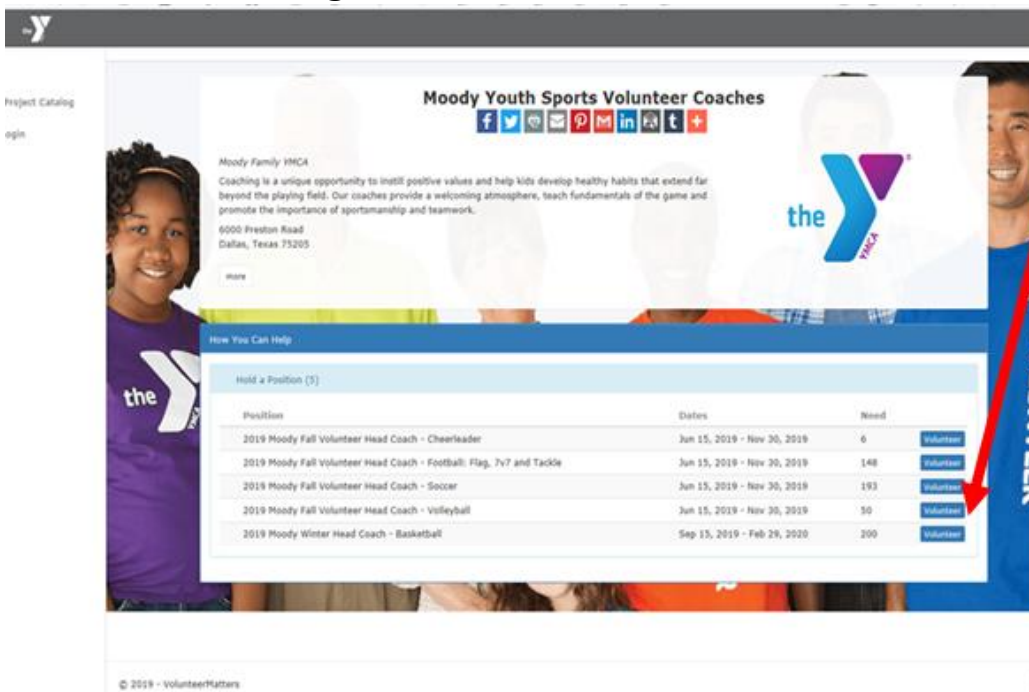 the Y
Project Catalog
ogin
Moody Youth Sports Volunteer Coaches
Moody Family YMCA
Coaching is a unique opportunity to instill positive values and help kids develop healthy habits that extend far
beyond the playing field. Our coaches provide a welcoming atmosphere, teach fundamentals of the game and
promote the importance of sportsmanship and teamwork.
6000 Preston Road
Dallas, Texas 75205
more
the
YMCA
the
How You Can Help
Hold a Position (5)
Position Dates Need
2019 Moody Fall Volunteer Head Coach - Cheerleader Jun 15, 2019 - Nov 30, 2019 6 Volunteer
2019 Moody Fall Volunteer Head Coach - Football: Flag, 7v7 and Tackle Jun 15, 2019 - Nov 30, 2019 148 Volunteer
2019 Moody Fall Volunteer Head Coach - Soccer Jun 15, 2019 - Nov 30, 2019 193 Volunteer
2019 Moody Fall Volunteer Head Coach - Volleyball Jun 15, 2019 - Nov 30, 2019 50 Volunteer
2019 Moody Winter Head Coach - Basketball Sep 15, 2019 - Feb 29, 2020 200 Volunteer
© 2019 - VolunteerMatters